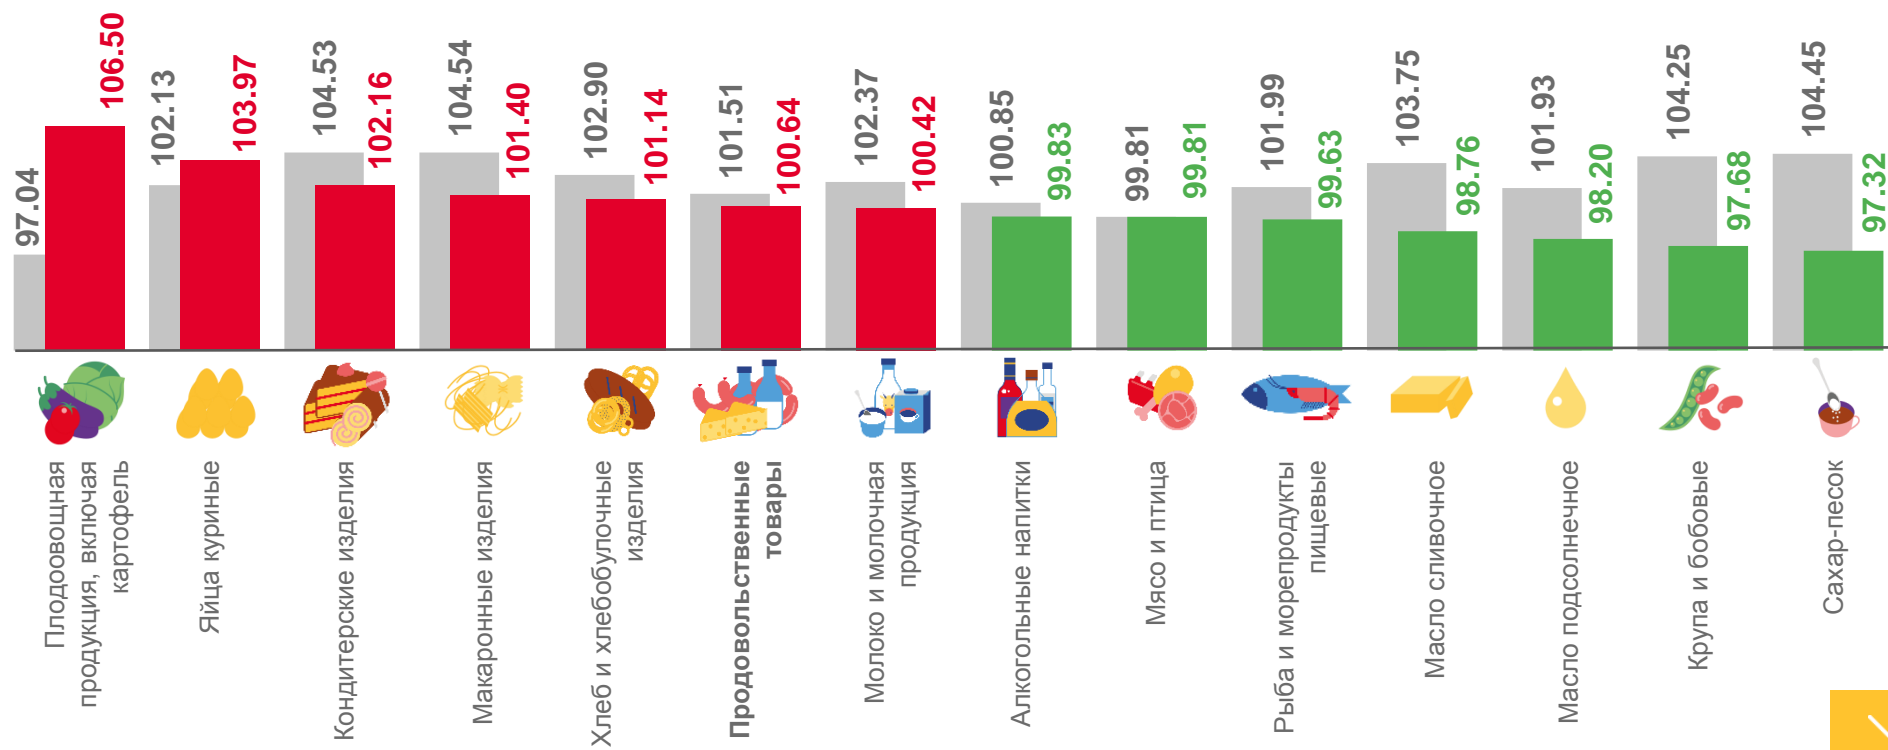 97.04
106.50
102.13
103.97
104.53
102.16
104.54
101.40
102.90
101.14
101.51
100.64
102.37
100.42
100.85
99.83
99.81
99.81
101.99
99.63
103.75
98.76
101.93
98.20
104.25
97.68
104.45
97.32
Плодоовощная
продукция, включая
картофель
Яйца куриные
Кондитерские изделия
Макаронные изделия
Хлеб и хлебобулочные
изделия
Продовольственные
товары
Молоко и молочная
продукция
Алкогольные напитки
Мясо и птица
Рыба и морепродукты
пищевые
Масло сливочное
Масло подсолнечное
Крупа и бобовые
Сахар-песок